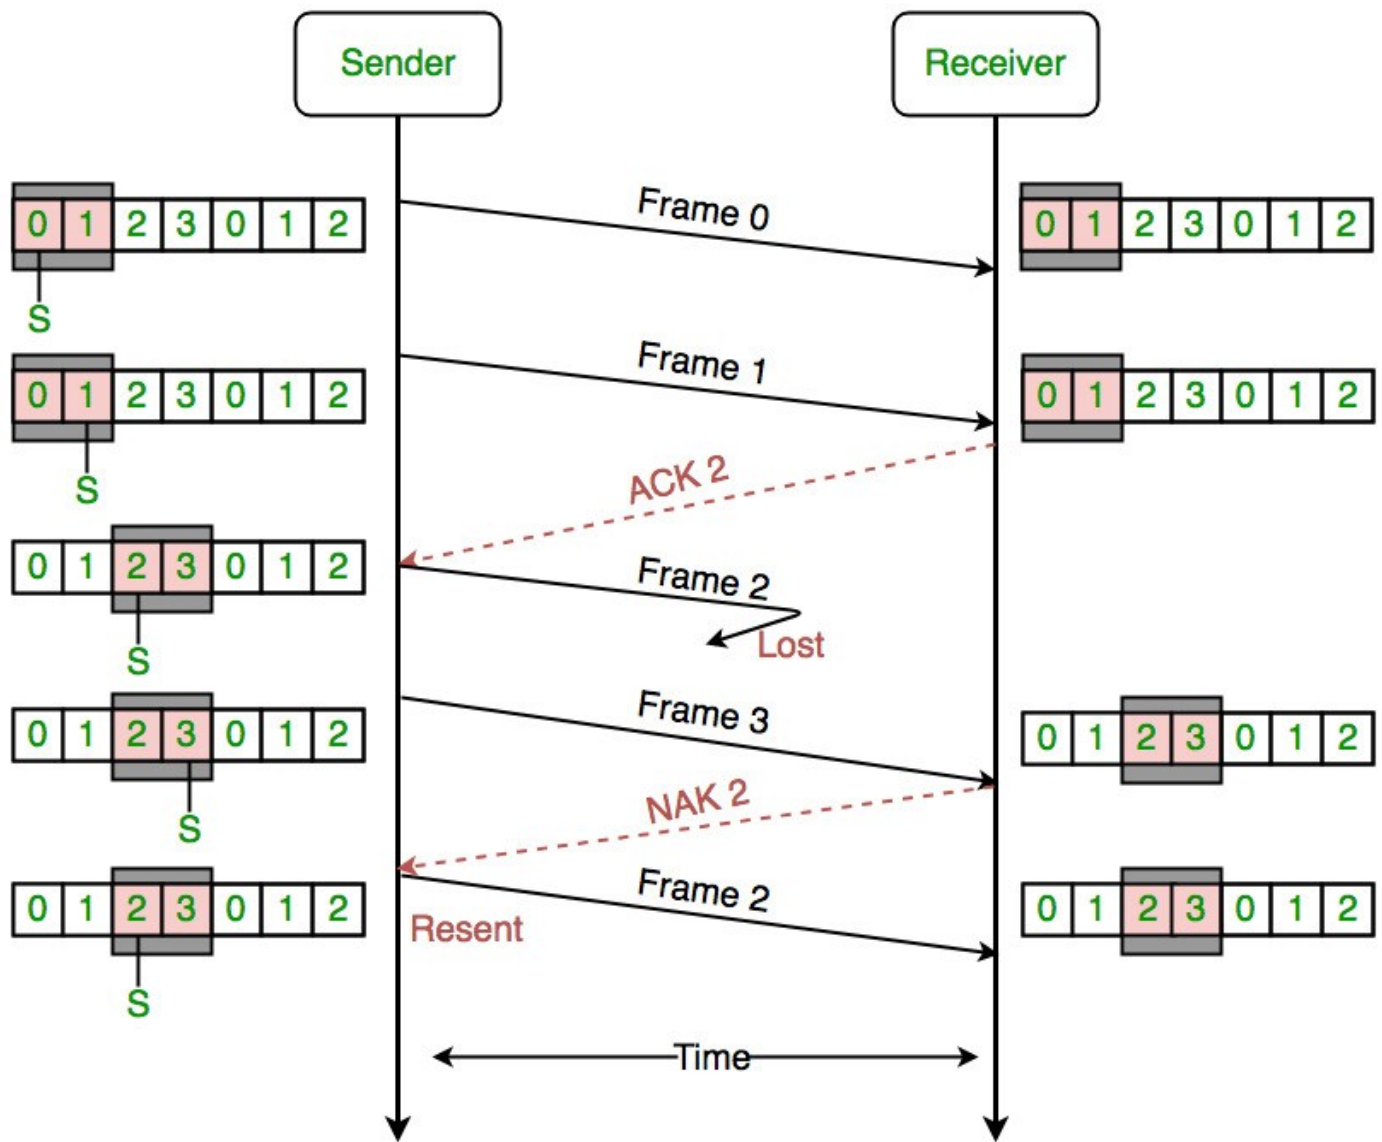 Sender Receiver
0 1 2 3 0 1 2 Frame 0 0 1 2 3 0 1 2
S
0 1 2 3 0 1 2 Frame 1 0 1 2 3 0 1 2
ACK 2
S
0 1 2 3 0 1 2 Frame 2
Lost
S
0 1 2 3 0 1 2 Frame 3 0 1 2 3 0 1 2
NAK 2
S
0 1 2 3 0 1 2 Frame 2 0 1 2 3 0 1 2
Resent
S
Time